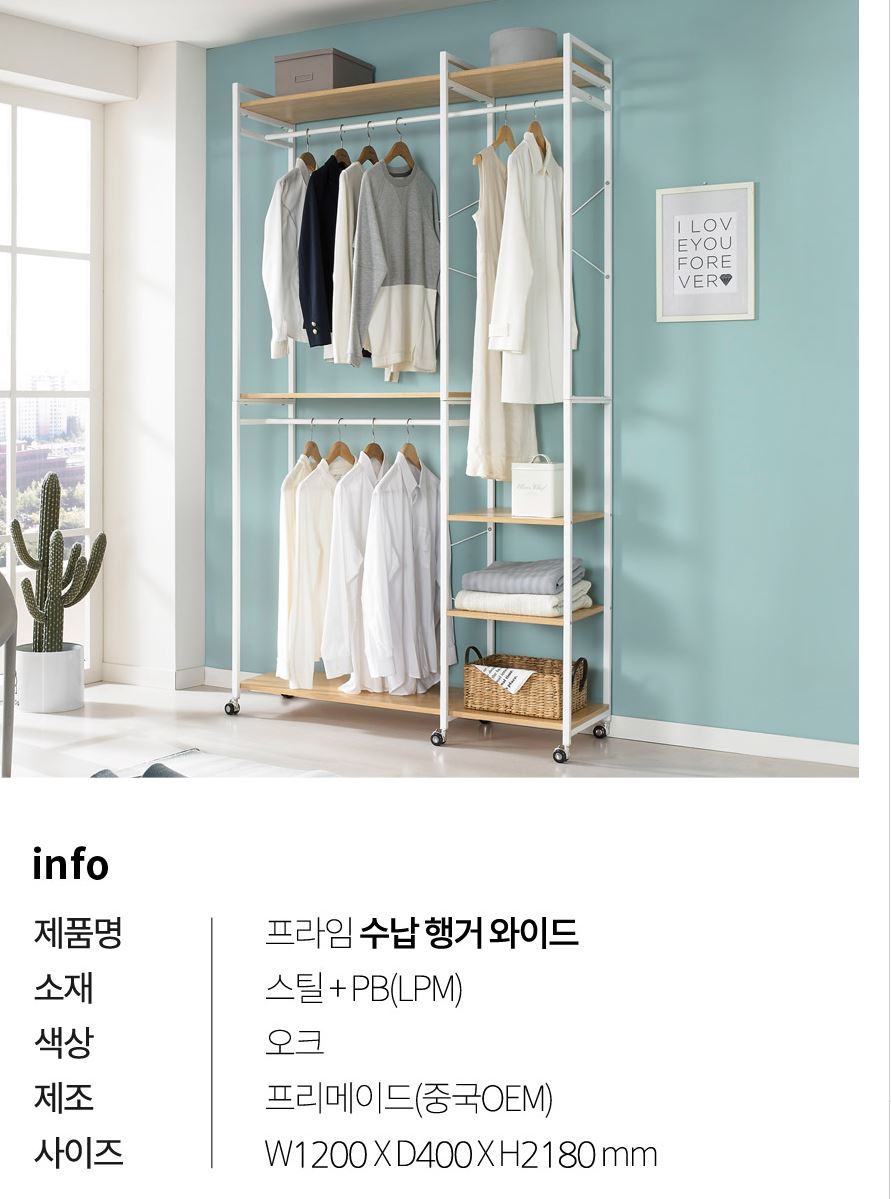 I LOV
EYOU
FORE
VER
info
제품명 프라임 수납 행거 와이드
소재 스틸 + PB(LPM)
색상 오크
제조 프리메이드(중국OEM)
사이즈 W1200 X D400 X H2180 mm